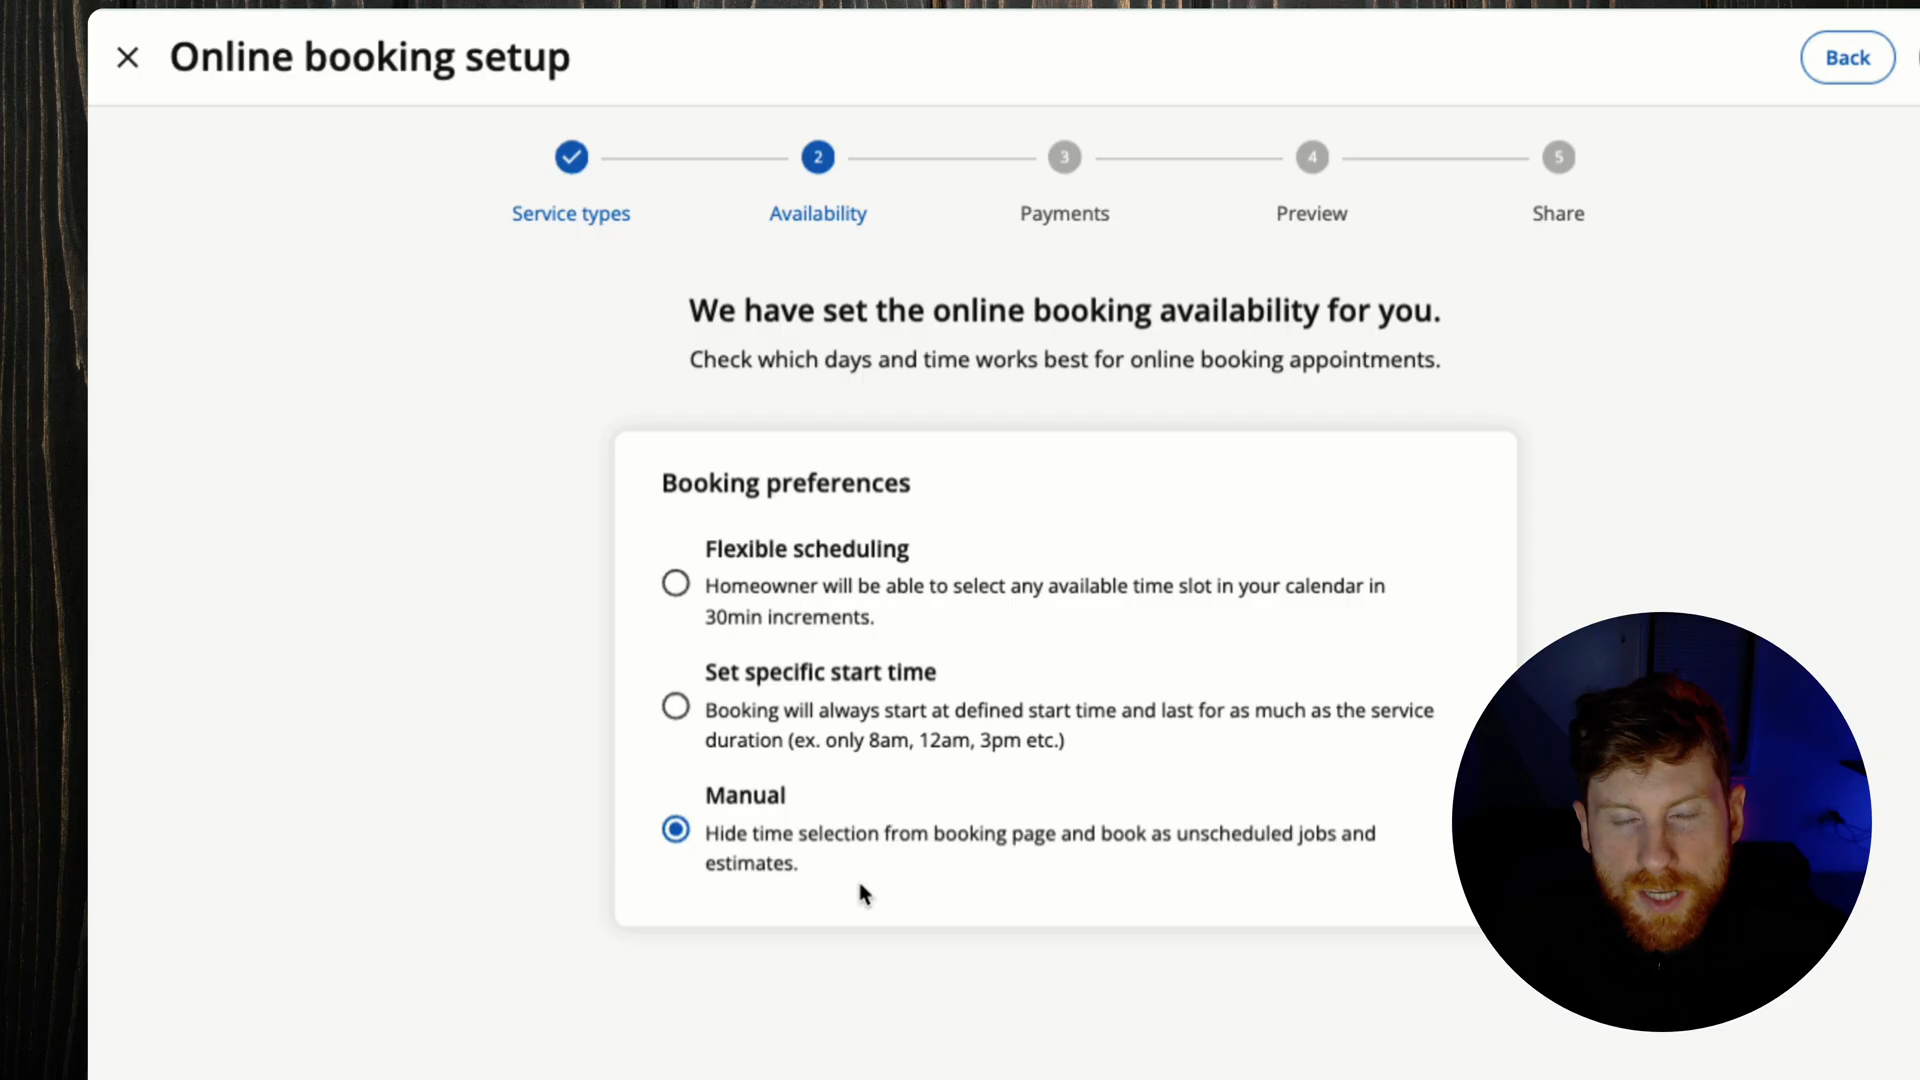 Online booking setup
Back
2
3
4
5
Service types
Availability
Payments
Preview
Share
We have set the online booking availability for you.
Check which days and time works best for online booking appointments.
Booking preferences
Flexible scheduling
Homeowner will be able to select any available time slot in your calendar in
30min increments.
Set specific start time
Booking will always start at defined start time and last for as much as the service
duration (ex. only 8am, 12am, 3pm etc.)
Manual
Hide time selection from booking page and book as unscheduled jobs and
estimates.